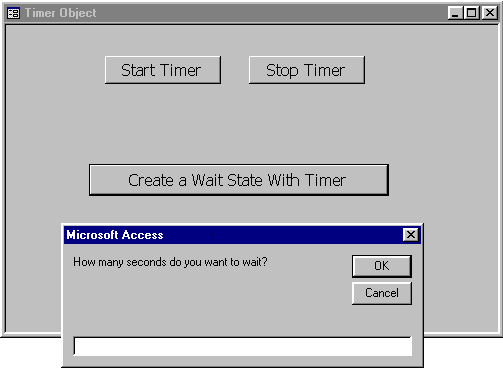 Timer Object
Start Timer Stop Timer
Create a Wait State With Timer
Microsoft Access
How many seconds do you want to wait?
OK
Cancel